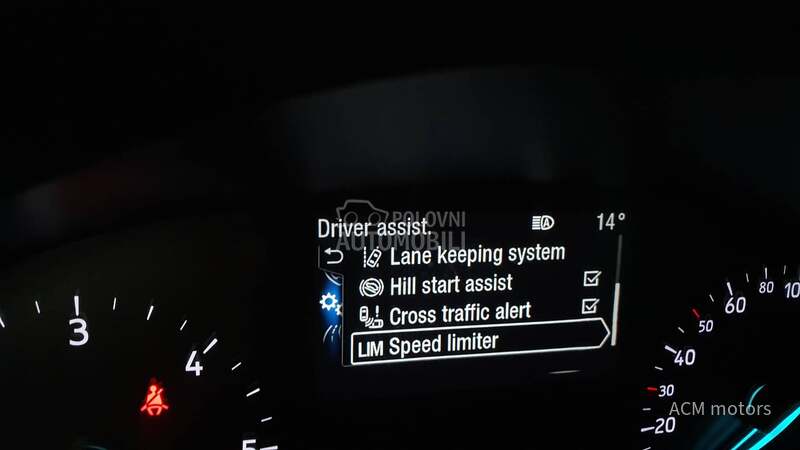 Driver assist.
14°
POLOVNI
AUTOMOBILI
Lane keeping system
Hill start assist
Cross traffic alert
LIM Speed limiter
3
4
5
20
30
40
50
60
80
100
ACM motors